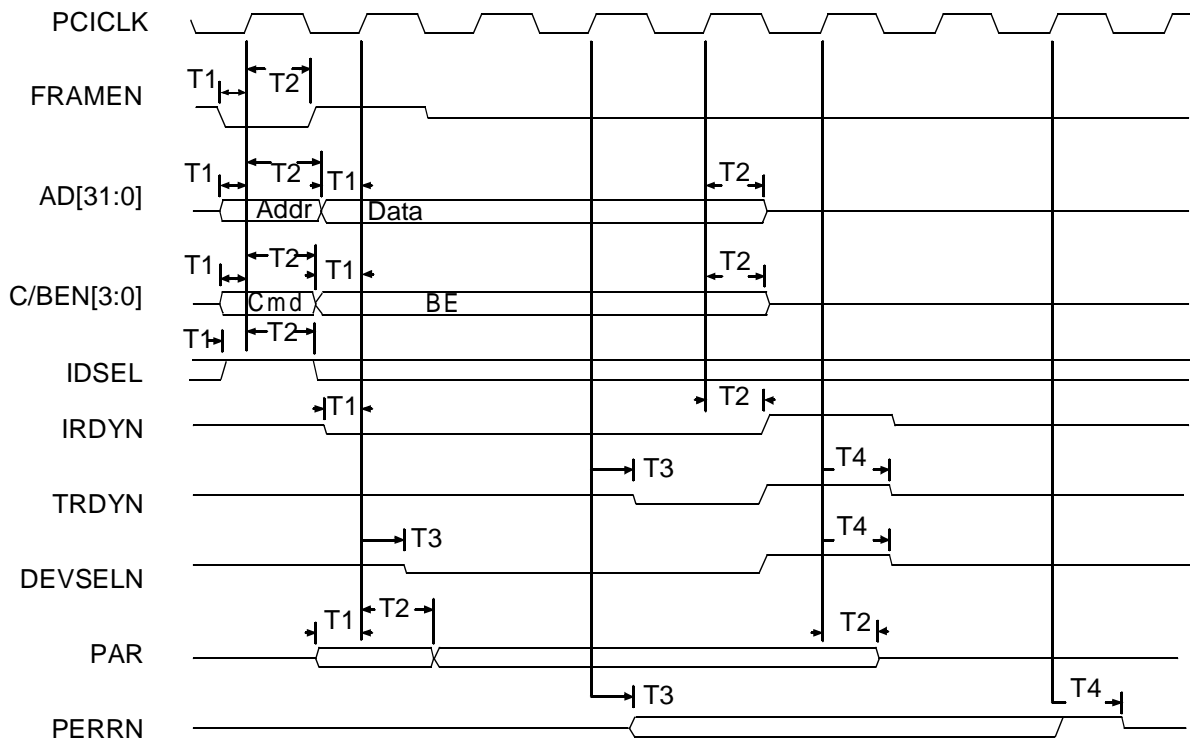 PCICLK
T1 T2
FRAMEN
T1 T2 T1 T2
AD[31:0] Addr Data
T1 T2 T1 T2
C/BEN[3:0] Cmd BE
T1 T2
IDSEL
T1 T2
IRDYN
T3 T4
TRDYN
T3 T4
DEVSELN
T1 T2 T2
PAR
T3 T4
PERRN